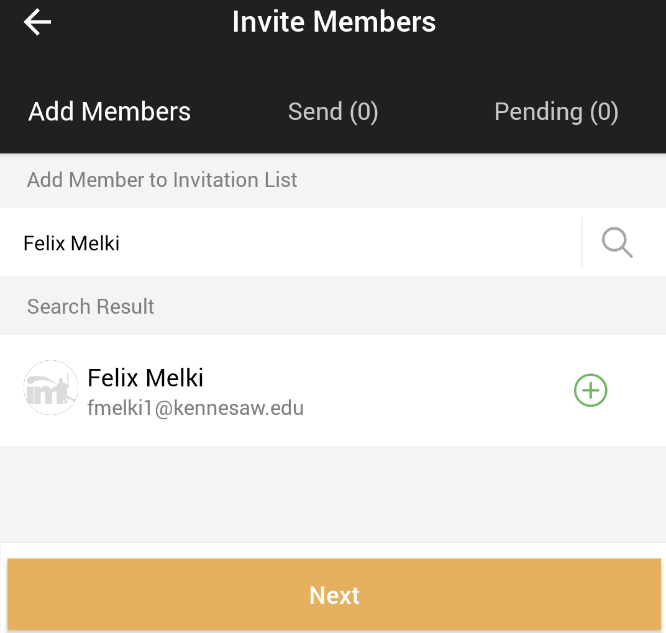 Invite Members
Add Members Send (0) Pending (0)
Add Member to Invitation List
Felix Melki
Search Result
im
Felix Melki
fmelki1@kennesaw.edu
Next